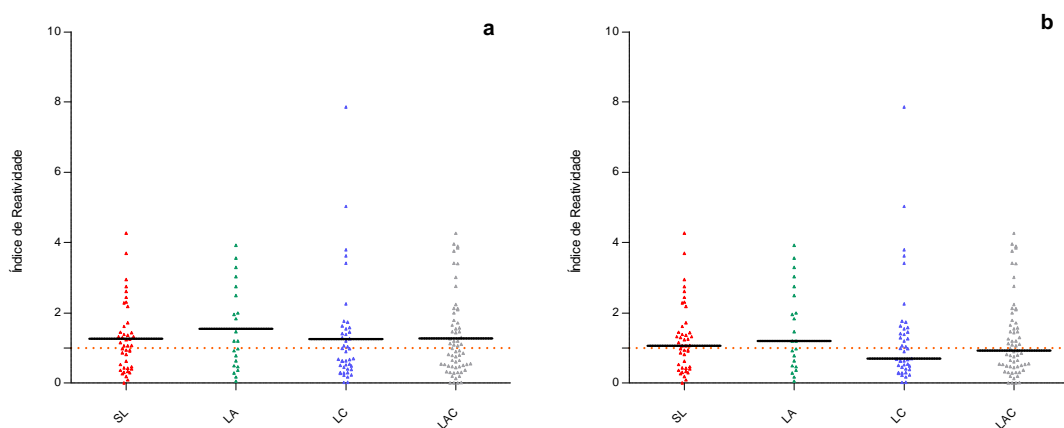 a
Índice de Reatividade
10
8
6
4
2
0
SL
LA
LC
LAC
b
Índice de Reatividade
10
8
6
4
2
0
SL
LA
LC
LAC